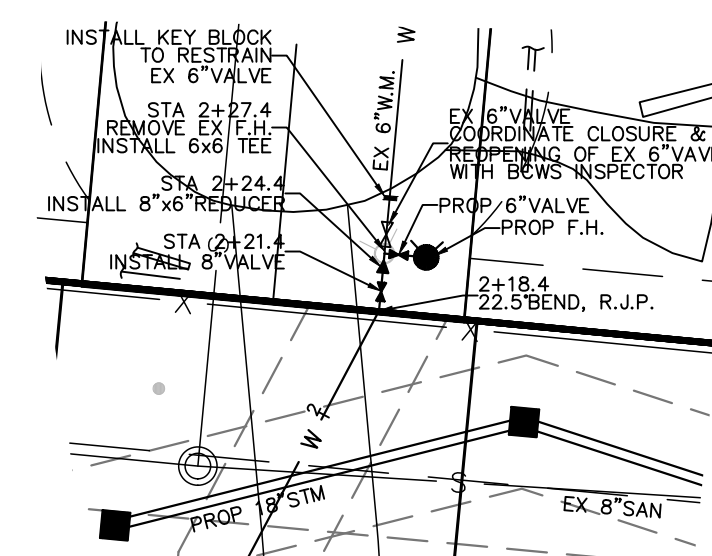 INSTALL KEY BLOCK
TO RESTRAIN
EX 6"VALVE
STA 2+27.4
REMOVE EX F.H.
INSTALL 6x6 TEE
STA 2+24.4
INSTALL 8"x6"REDUCER
STA 2+21.4
INSTALL 8"VALVE
W
EX 6"W.M.
EX 6"VALVE
COORDINATE CLOSURE &
REOPENING OF EX 6"VAV
WITH BCWS INSPECTOR
PROP 6"VALVE
PROP F.H.
2+18.4
22.5°BEND, R.J.P.
2
W
S
PROP 18"STM
EX 8"SAN